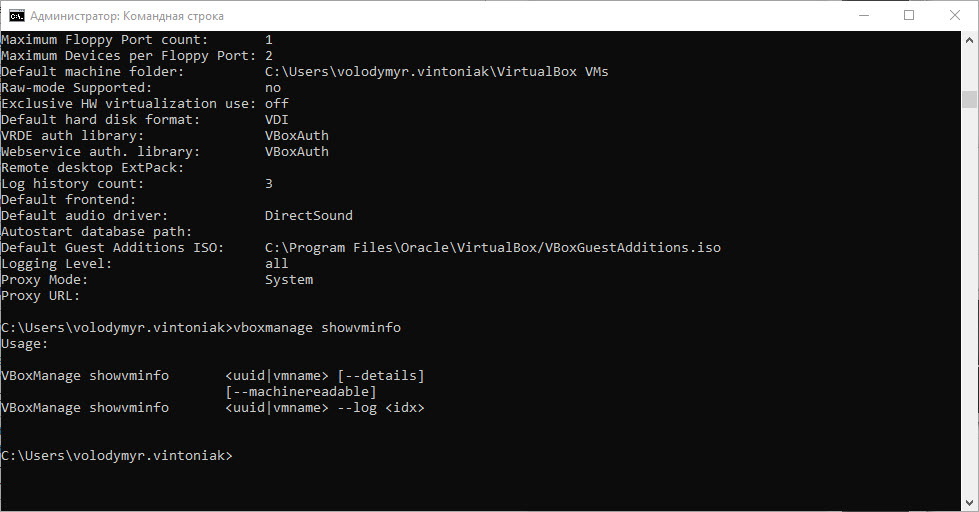 Администратор: Командная строка
Maximum Floppy Port count:       1
Maximum Devices per Floppy Port: 2
Default machine folder:          C:\Users\volodymyr.vintoniak\VirtualBox VMs
Raw-mode Supported:              no
Exclusive HW virtualization use: off
Default hard disk format:        VDI
VRDE auth library:               VBoxAuth
Webservice auth. library:        VBoxAuth
Remote desktop ExtPack:
Log history count:               3
Default frontend:
Default audio driver:            DirectSound
Autostart database path:
Default Guest Additions ISO:     C:\Program Files\Oracle\VirtualBox/VBoxGuestAdditions.iso
Logging Level:                   all
Proxy Mode:                      System
Proxy URL:
C:\Users\volodymyr.vintoniak>vboxmanage showvminfo
Usage:
VBoxManage showvminfo       <uuid|vmname> [--details]
                            [--machinereadable]
VBoxManage showvminfo       <uuid|vmname> --log <idx>
C:\Users\volodymyr.vintoniak>